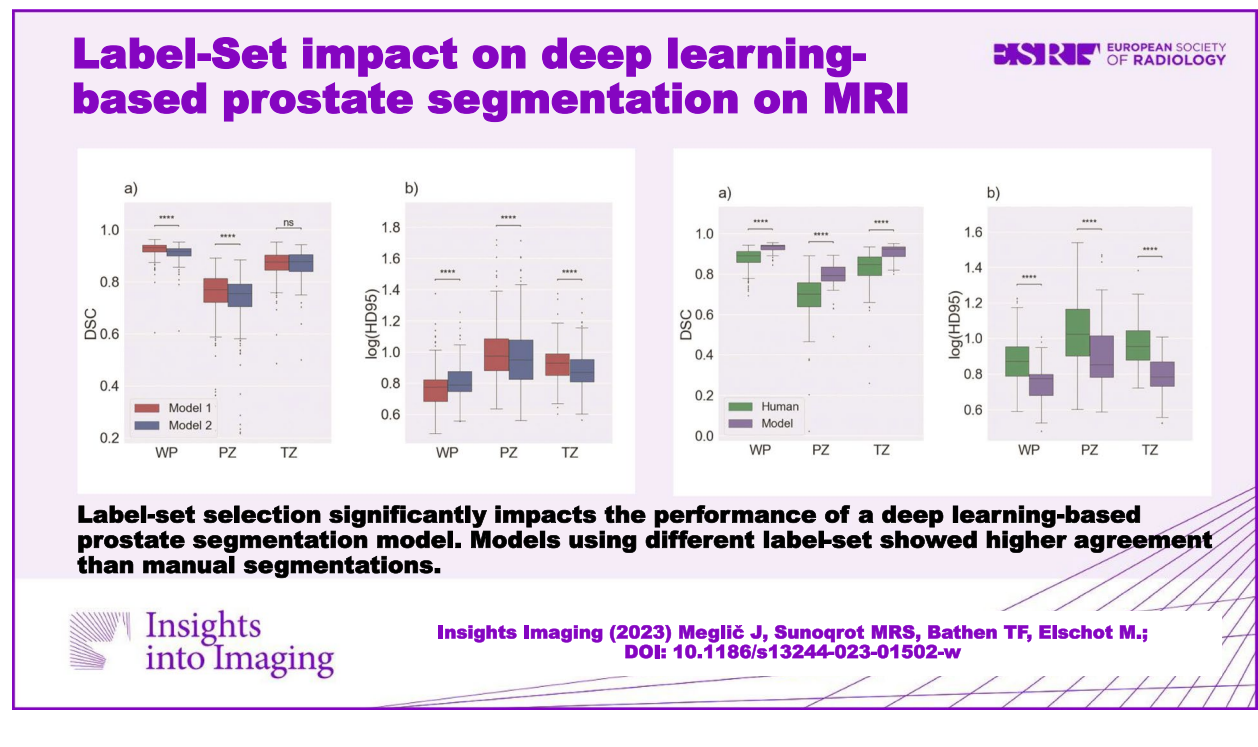 Label-Set impact on deep learning-
based prostate segmentation on MRI
EUROPEAN SOCIETY
OF RADIOLOGY
a)
****
****
ns
1.0
0.8
0.6
0.4
0.2
DSC
Model 1
Model 2
WP PZ TZ
b)
****
****
****
1.8
1.6
1.4
1.2
1.0
0.8
0.6
log(HD95)
WP PZ TZ
a)
****
****
****
1.0
0.8
0.6
0.4
0.2
0.0
DSC
Human
Model
WP PZ TZ
b)
****
****
****
1.6
1.4
1.2
1.0
0.8
0.6
log(HD95)
WP PZ TZ
Label-set selection significantly impacts the performance of a deep learning-based
prostate segmentation model. Models using different label-set showed higher agreement
than manual segmentations.
Insights
into Imaging
Insights Imaging (2023) Meglič J, Sunoqrot MRS, Bathen TF, Elschot M.;
DOI: 10.1186/s13244-023-01502-w